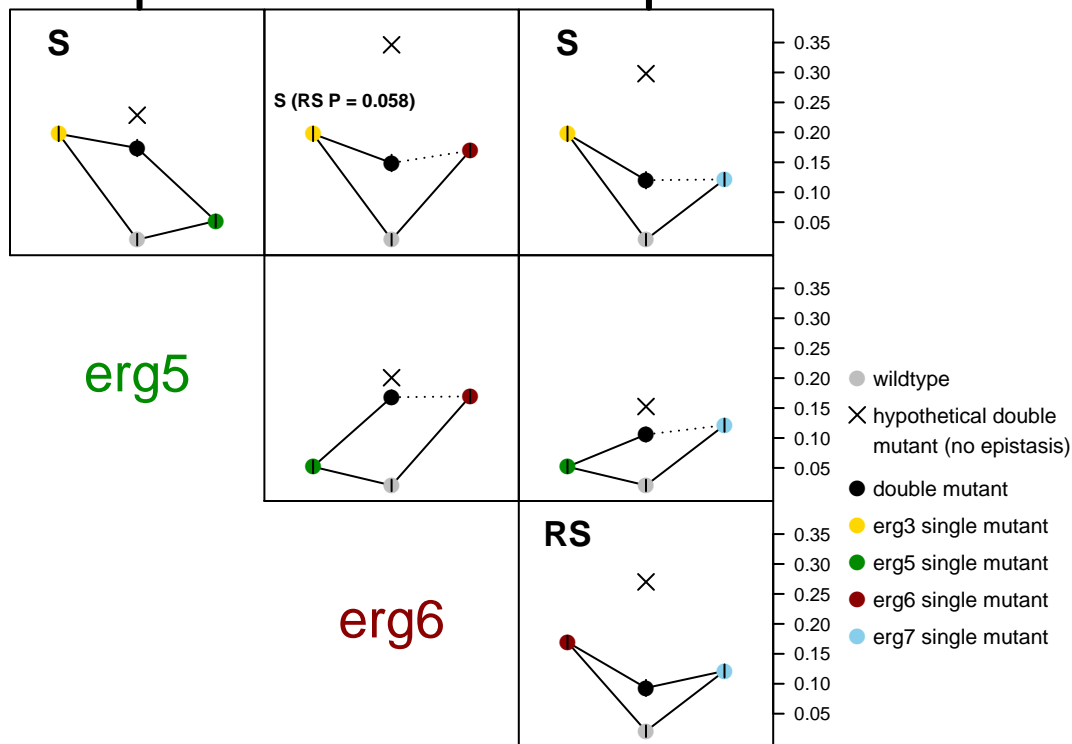 S
S (RS P = 0.058)
S
0.35
0.30
0.25
0.20
0.15
0.10
0.05
erg5
0.35
0.30
0.25
0.20
0.15
0.10
0.05
wildtype
hypothetical double
mutant (no epistasis)
double mutant
erg3 single mutant
erg5 single mutant
erg6 single mutant
erg7 single mutant
erg6
RS
0.35
0.30
0.25
0.20
0.15
0.10
0.05